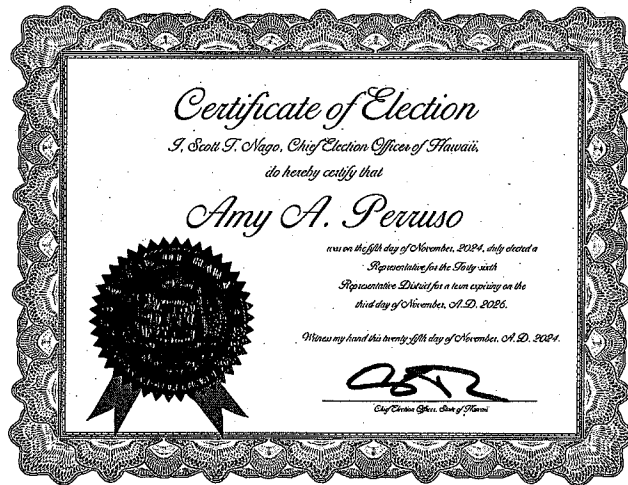 Certificate of Election
I, Scott T. Nago, Chief Election Officer of Hawaii,
do hereby certify that
Amy A. Perruso
was on the fifth day of November, 2024, duly elected a
Representative for the Forty-sixth
Representative District for a term expiring on the
third day of November, A.D. 2026.
Witness my hand this twenty-fifth day of November, A.D. 2024.
Chief Election Officer, State of Hawaii